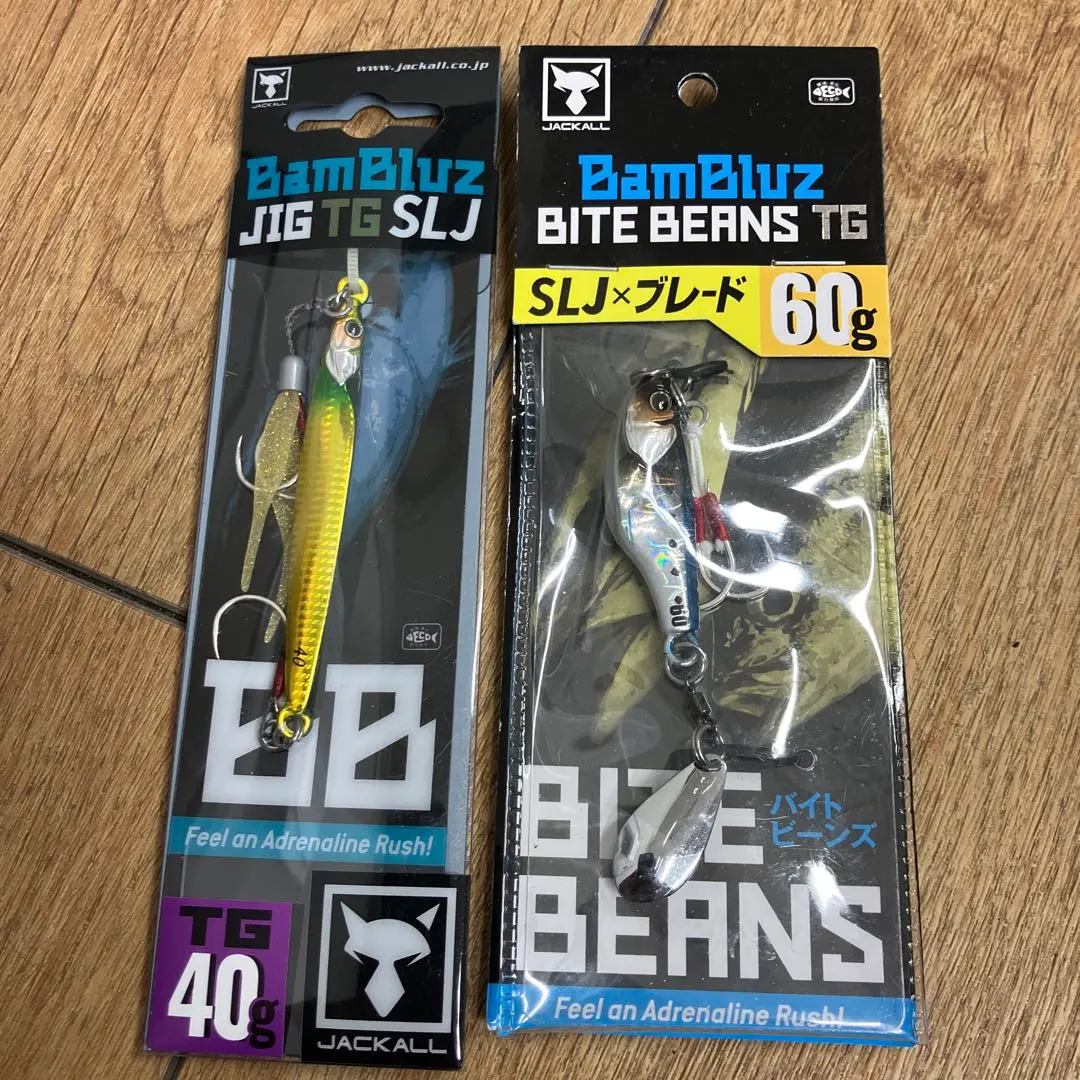 www.jackall.co.jp
JACKALL
BamBluz
JIG TG SLJ
40
Feel an Adrenaline Rush!
TG
40g
JACKALL
JACKALL
BamBluz
BITE BEANS TG
SLJ×ブレード
60g
60
BITE
バイト
ビーンズ
BEANS
Feel an Adrenaline Rush!